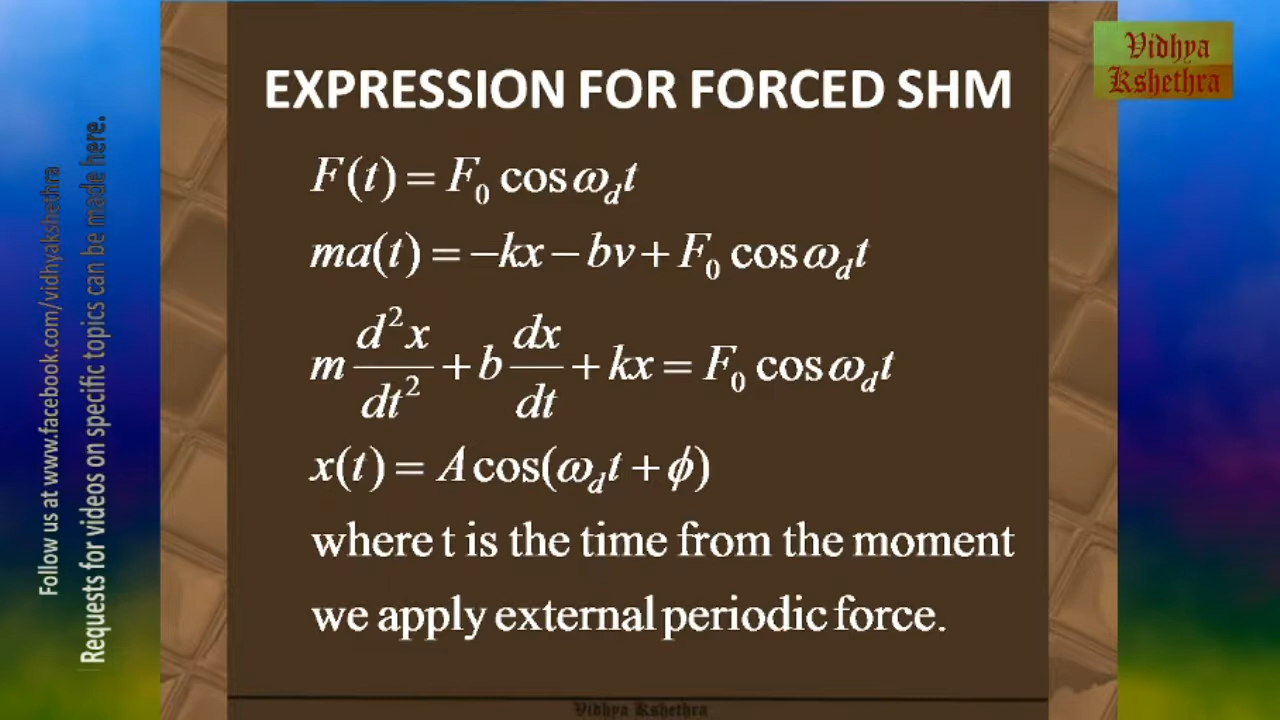 Vidhya
Kshethra
EXPRESSION FOR FORCED SHM
F(t) = F₀ cos ω_d t
ma(t) = −kx − bv + F₀ cos ω_d t
m d²x/dt² + b dx/dt + kx = F₀ cos ω_d t
x(t) = A cos(ω_d t + ϕ)
where t is the time from the moment
we apply external periodic force.
Follow us at www.facebook.com/vidhyakshethra
Requests for videos on specific topics can be made here.
Vidhya Kshethra